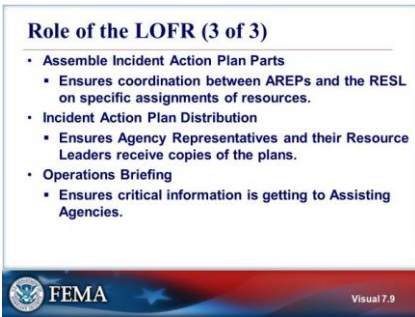 Role of the LOFR (3 of 3)
• Assemble Incident Action Plan Parts
▪ Ensures coordination between AREPs and the RESL
on specific assignments of resources.
• Incident Action Plan Distribution
▪ Ensures Agency Representatives and their Resource
Leaders receive copies of the plans.
• Operations Briefing
▪ Ensures critical information is getting to Assisting
Agencies.
FEMA
Visual 7.9